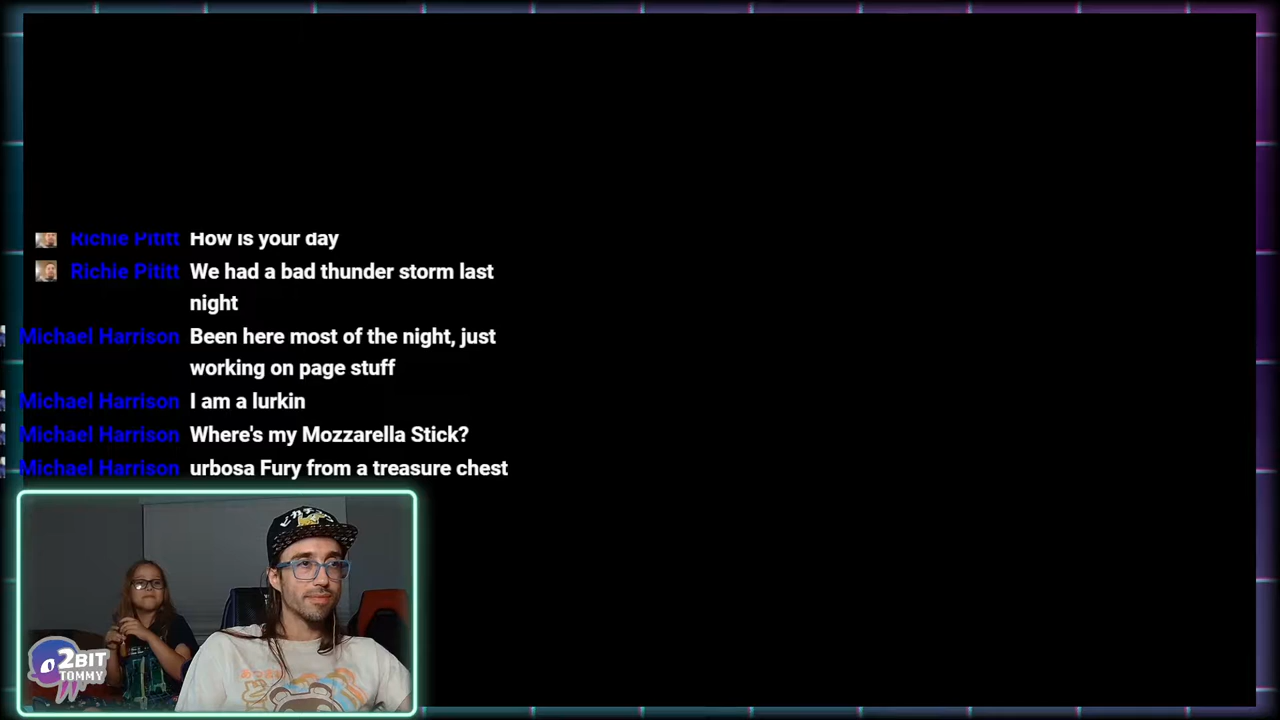 Richie Pititt How is your day
Richie Pititt We had a bad thunder storm last
night
Michael Harrison Been here most of the night, just
working on page stuff
Michael Harrison I am a lurkin
Michael Harrison Where's my Mozzarella Stick?
Michael Harrison urbosa Fury from a treasure chest
2BIT
TOMMY